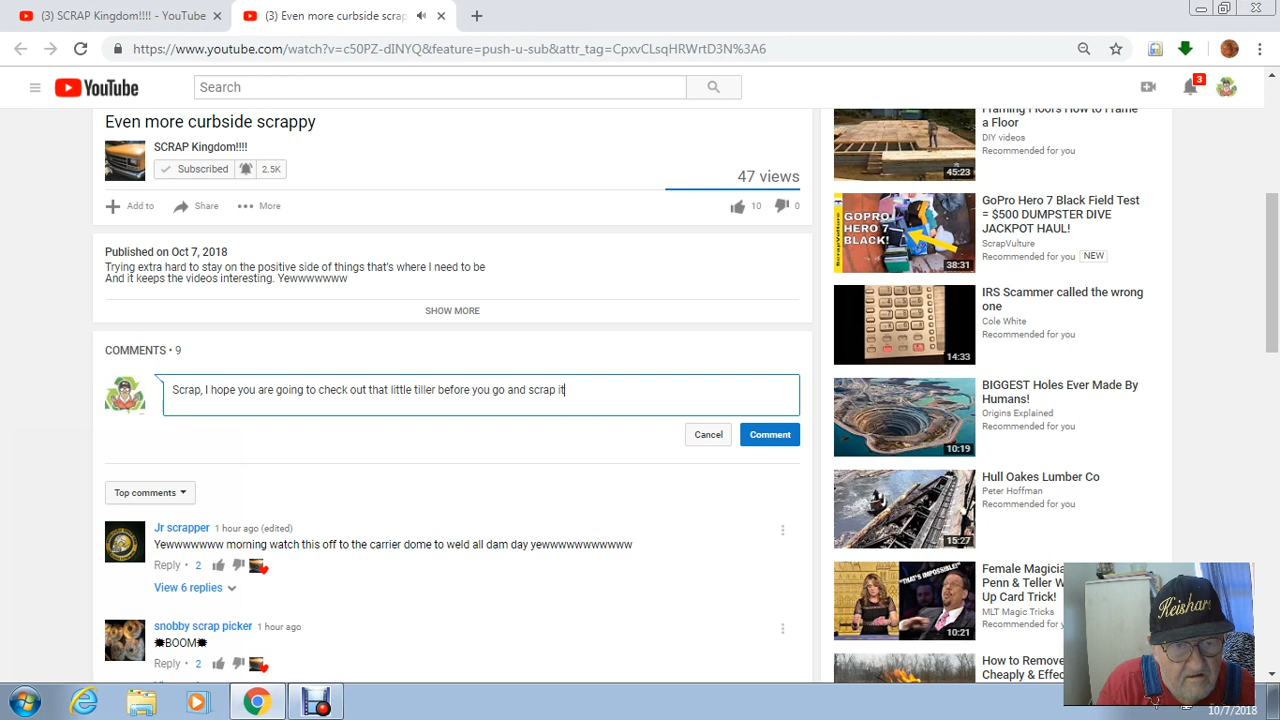 (3) SCRAP Kingdom!!!! - YouTube
(3) Even more curbside scrap
https://www.youtube.com/watch?v=c50PZ-dINYQ&feature=push-u-sub&attr_tag=CpxvCLsqHRWrtD3N%3A6
YouTube
Search
3
Even more curbside scrappy
SCRAP Kingdom!!!!
Subscribed
2.5K
47 views
Add to
Share
More
10
0
Published on Oct 7, 2018
Trying extra hard to stay on the positive side of things that's where I need to be
And it keeps the videos interesting. Yewwwwwww
SHOW MORE
COMMENTS • 9
Scrap, I hope you are going to check out that little tiller before you go and scrap it
Cancel
Comment
Top comments
Jr scrapper 1 hour ago (edited)
Yewwwwwww morning watch this off to the carrier dome to weld all dam day yewwwwwwwwwww
Reply • 2
View 6 replies
snobby scrap picker 1 hour ago
BOOM
Reply • 2
Framing Floors How to Frame
a Floor
DIY videos
Recommended for you
45:23
GoPro Hero 7 Black Field Test
= $500 DUMPSTER DIVE
JACKPOT HAUL!
ScrapVulture
Recommended for you
NEW
GOPRO
HERO 7
BLACK!
ScrapVulture
38:31
IRS Scammer called the wrong
one
Cole White
Recommended for you
14:33
BIGGEST Holes Ever Made By
Humans!
Origins Explained
Recommended for you
10:19
Hull Oakes Lumber Co
Peter Hoffman
Recommended for you
15:27
Female Magicia
Penn & Teller W
Up Card Trick!
MLT Magic Tricks
Recommended for
"THAT'S IMPOSSIBLE!"
10:21
How to Remove
Cheaply & Effec
Keishar
10/7/2018